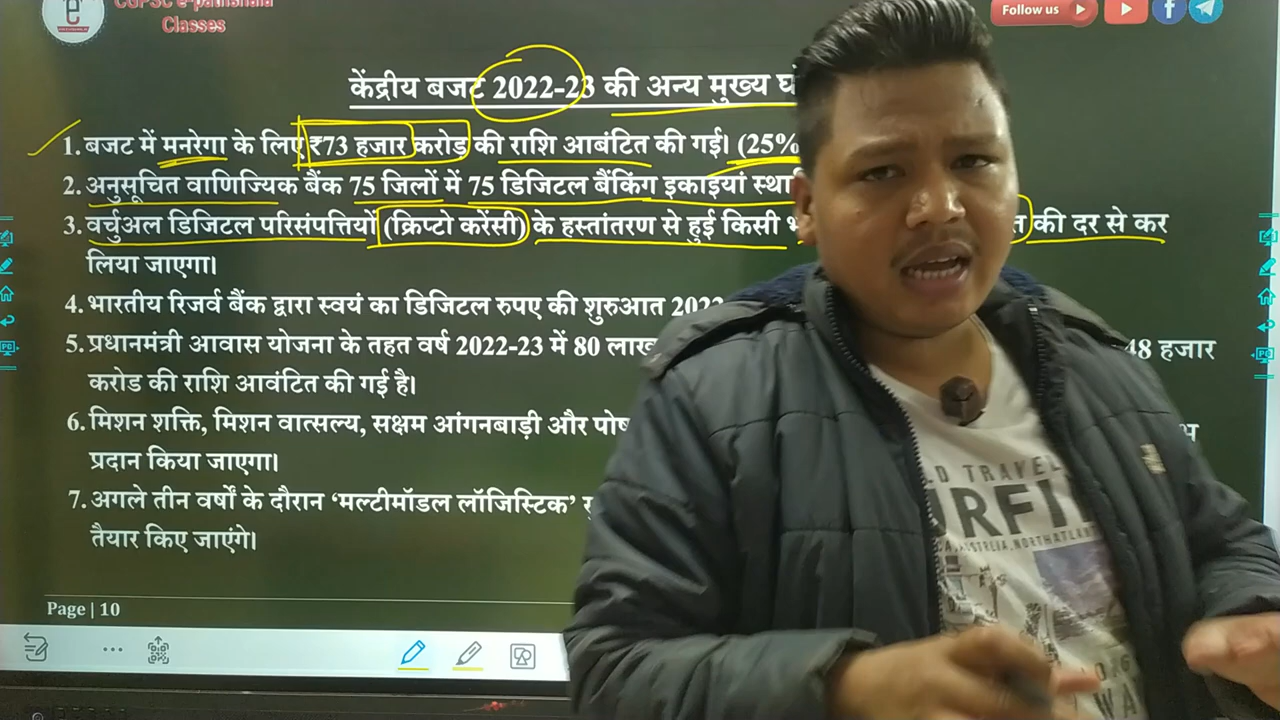 CGPSC e-pathshala
Classes
Follow us
केंद्रीय बजट 2022-23 की अन्य मुख्य
1. बजट में मनरेगा के लिए ₹73 हजार करोड़ की राशि आबंटित की गई। (25%
2. अनुसूचित वाणिज्यिक बैंक 75 जिलों में 75 डिजिटल बैंकिंग इकाइयां
3. वर्चुअल डिजिटल परिसंपत्तियों (क्रिप्टो करेंसी) के हस्तांतरण से हुई किसी की दर से कर
लिया जाएगा।
4. भारतीय रिजर्व बैंक द्वारा स्वयं का डिजिटल रुपए की शुरुआत
5. प्रधानमंत्री आवास योजना के तहत वर्ष 2022-23 में 80 48 हजार
करोड की राशि आवंटित की गई है।
6. मिशन शक्ति, मिशन वात्सल्य, सक्षम आंगनबाड़ी और
प्रदान किया जाएगा।
7. अगले तीन वर्षों के दौरान ‘मल्टीमॉडल लॉजिस्टिक’
तैयार किए जाएंगे।
Page | 10